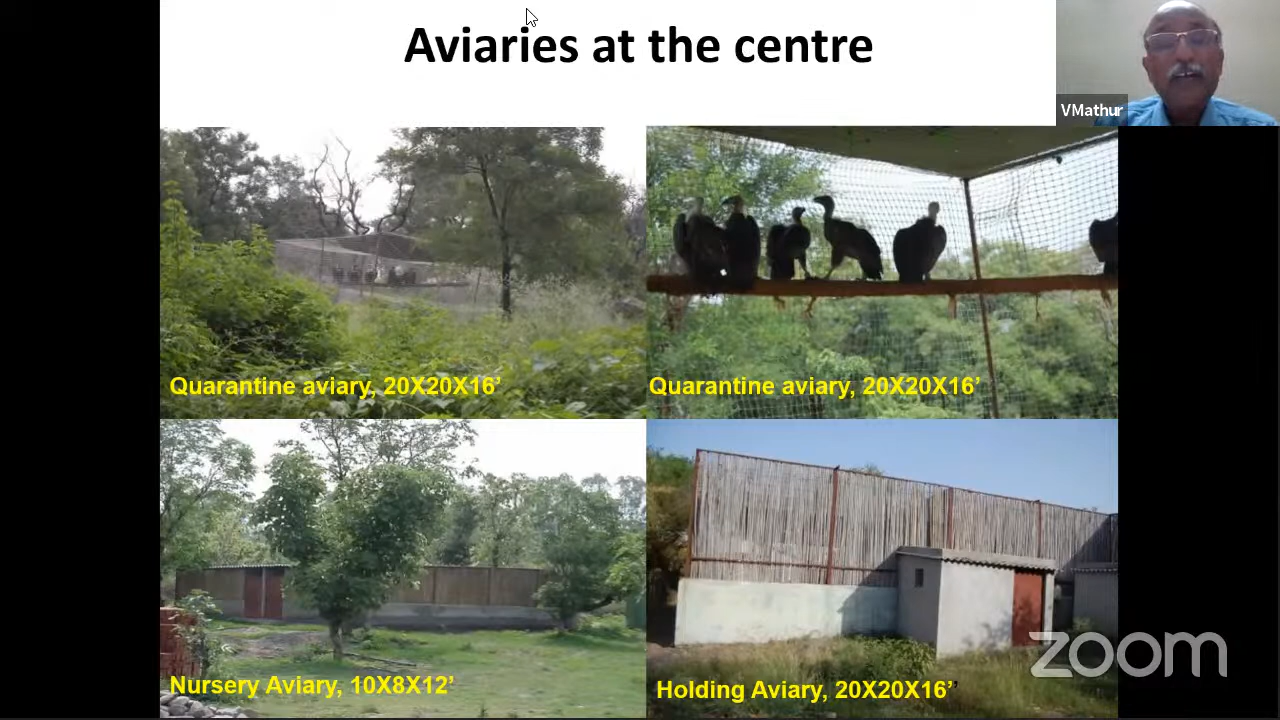 Aviaries at the centre
VMathur
Quarantine aviary, 20X20X16’
Quarantine aviary, 20X20X16’
Nursery Aviary, 10X8X12’
Holding Aviary, 20X20X16’’
zoom